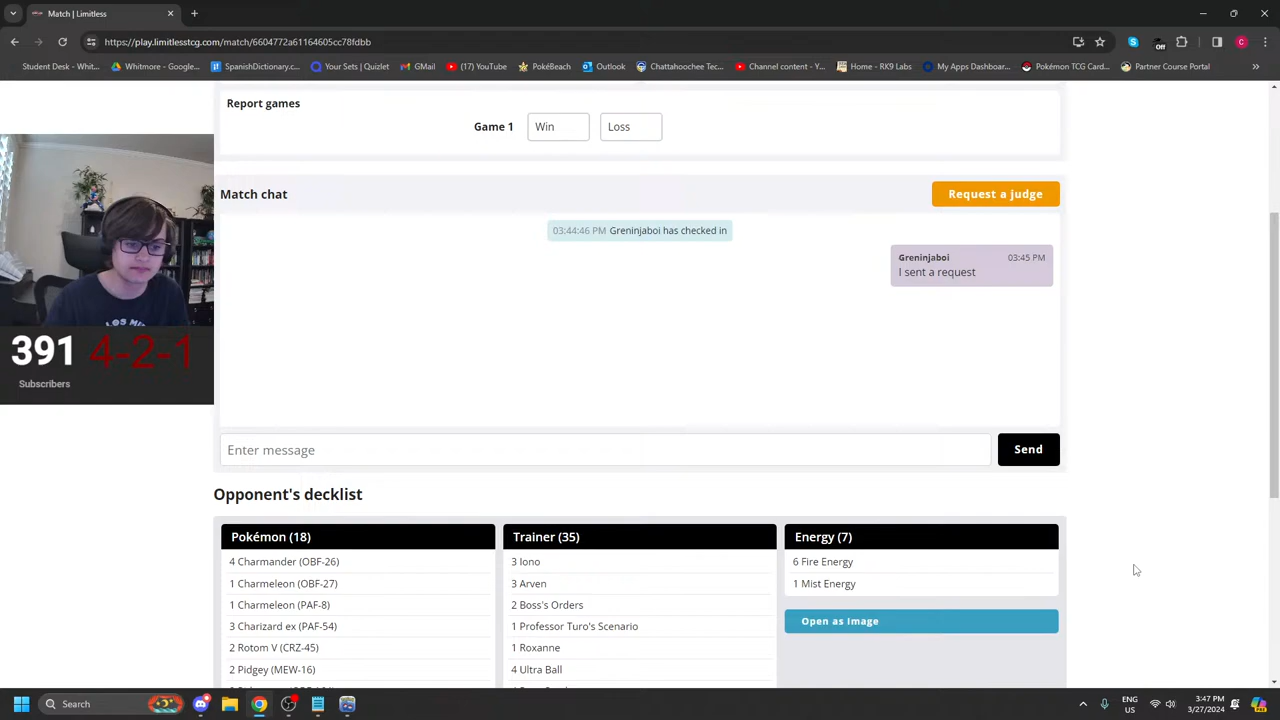 Match | Limitless
https://play.limitlesstcg.com/match/6604772a61164605cc78fdbb
Student Desk - Whit...
Whitmore - Google...
SpanishDictionary.c...
Your Sets | Quizlet
GMail
(17) YouTube
PokéBeach
Outlook
Chattahoochee Tec...
Channel content - Y...
Home - RK9 Labs
My Apps Dashboar...
Pokémon TCG Card...
Partner Course Portal
Report games
Game 1 Win Loss
Match chat
Request a judge
03:44:46 PM Greninjaboi has checked in
Greninjaboi 03:45 PM
I sent a request
391 4-2-1
Subscribers
Enter message
Send
Opponent's decklist
Pokémon (18)
4 Charmander (OBF-26)
1 Charmeleon (OBF-27)
1 Charmeleon (PAF-8)
3 Charizard ex (PAF-54)
2 Rotom V (CRZ-45)
2 Pidgey (MEW-16)
Trainer (35)
3 Iono
3 Arven
2 Boss's Orders
1 Professor Turo's Scenario
1 Roxanne
4 Ultra Ball
Energy (7)
6 Fire Energy
1 Mist Energy
Open as image
Search
ENG
US
3:47 PM
3/27/2024